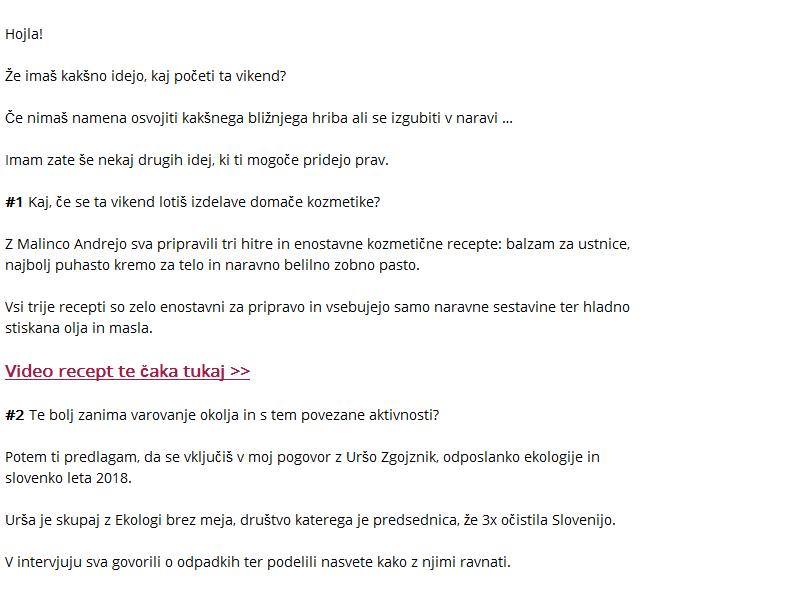 Hojla!
Že imaš kakšno idejo, kaj početi ta vikend?
Če nimaš namena osvojiti kakšnega bližnjega hriba ali se izgubiti v naravi ...
Imam zate še nekaj drugih idej, ki ti mogoče pridejo prav.
#1 Kaj, če se ta vikend lotiš izdelave domače kozmetike?
Z Malinco Andrejo sva pripravili tri hitre in enostavne kozmetične recepte: balzam za ustnice,
najbolj puhasto kremo za telo in naravno belilno zobno pasto.
Vsi trije recepti so zelo enostavni za pripravo in vsebujejo samo naravne sestavine ter hladno
stiskana olja in masla.
Video recept te čaka tukaj >>
#2 Te bolj zanima varovanje okolja in s tem povezane aktivnosti?
Potem ti predlagam, da se vključiš v moj pogovor z Uršo Zgojznik, odposlanko ekologije in
slovenko leta 2018.
Urša je skupaj z Ekologi brez meja, društvo katerega je predsednica, že 3x očistila Slovenijo.
V intervjuju sva govorili o odpadkih ter podelili nasvete kako z njimi ravnati.